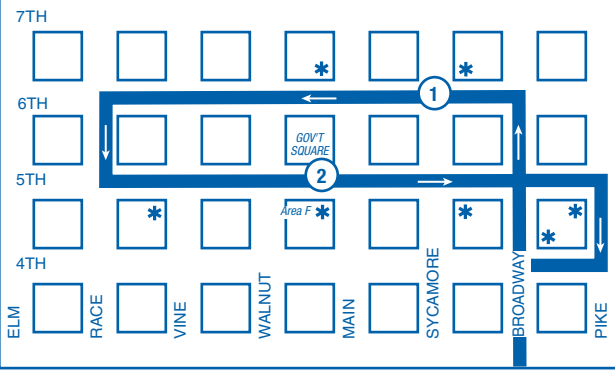 7TH
6TH
1
GOV'T
SQUARE
5TH
2
Area F
4TH
ELM
RACE
VINE
WALNUT
MAIN
SYCAMORE
BROADWAY
PIKE